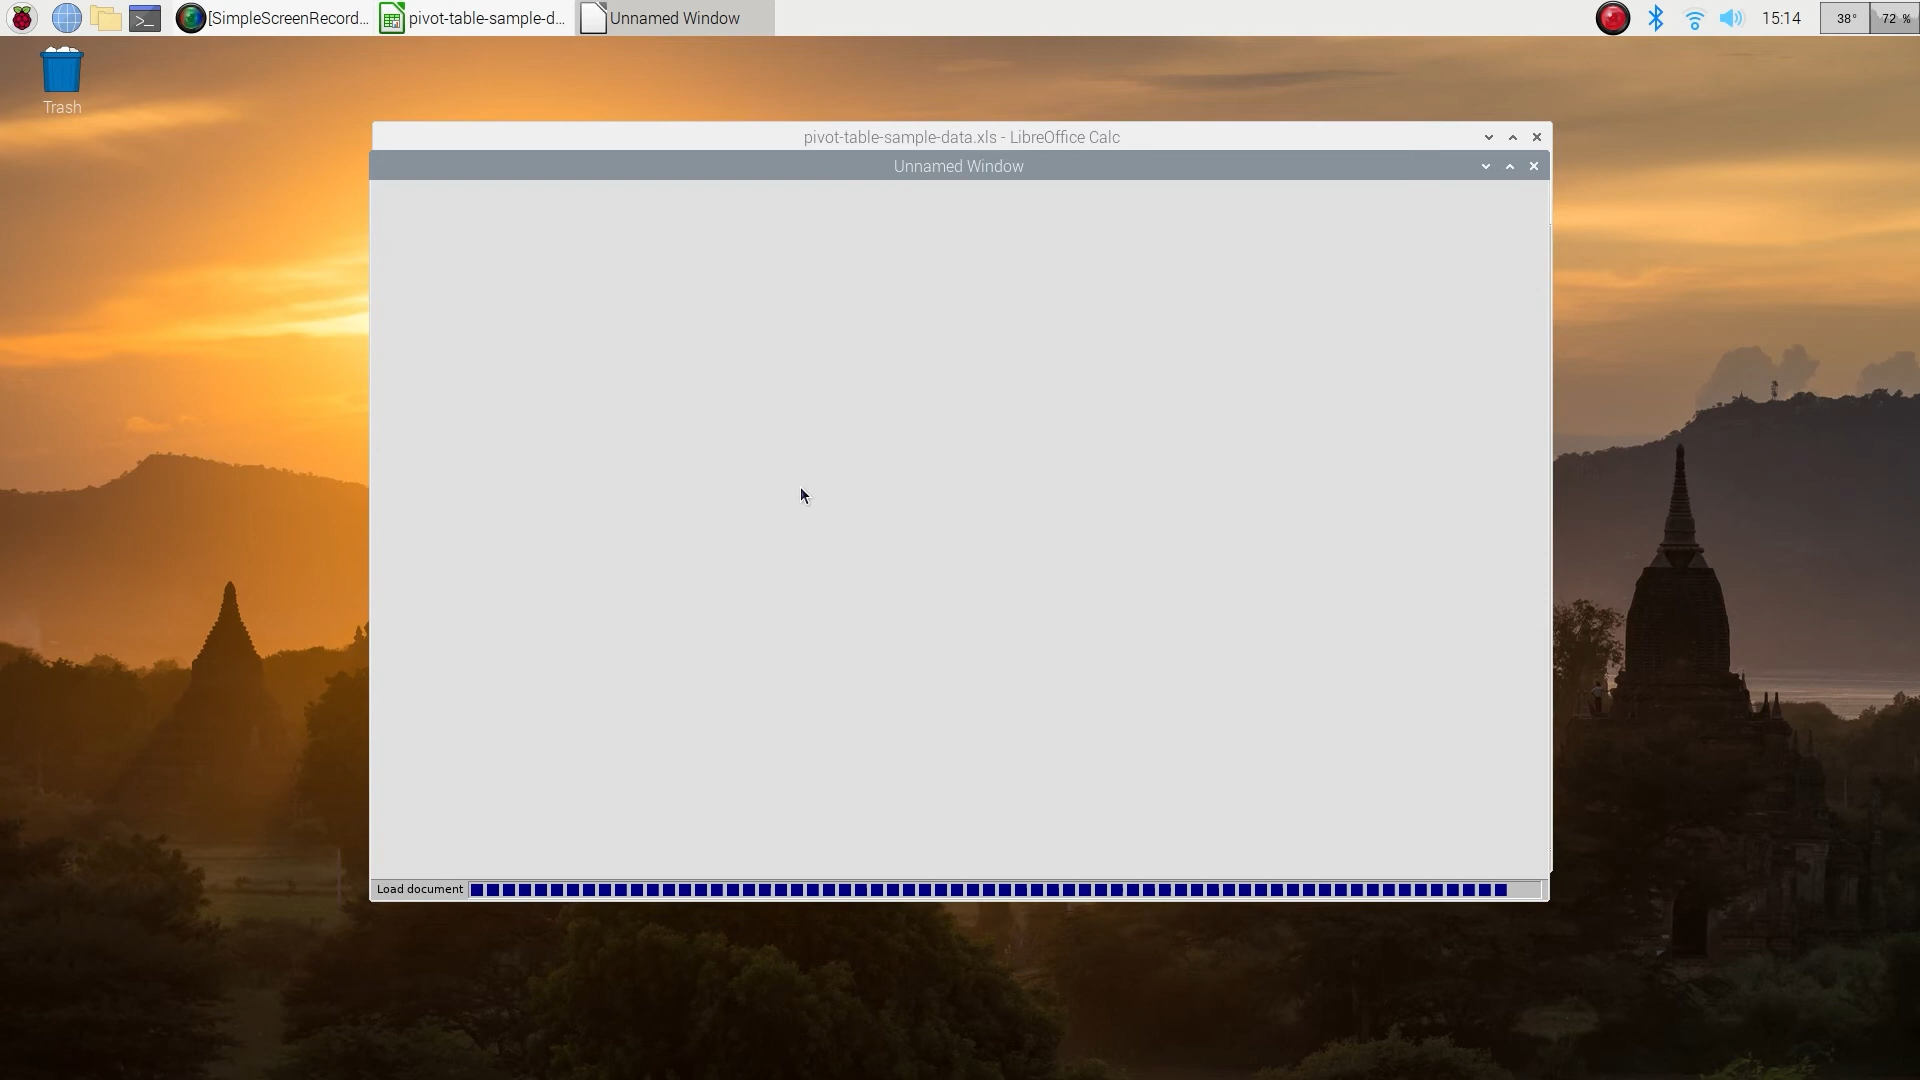 [SimpleScreenRecord...
pivot-table-sample-d...
Unnamed Window
15:14
38°
72 %
Trash
pivot-table-sample-data.xls - LibreOffice Calc
Unnamed Window
Load document